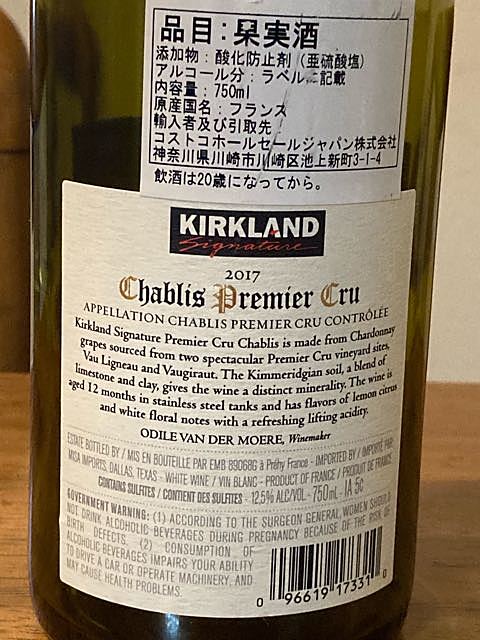 品目:果実酒
添加物:酸化防止剤(亜硫酸塩)
アルコール分:ラベルに記載
内容量:750ml
原産国名:フランス
輸入者及び引取先
コストコホールセールジャパン株式会社
神奈川県川崎市川崎区池上新町3-1-4
飲酒は20歳になってから。
KIRKLAND
Signature
2017
Chablis Premier Cru
APPELLATION CHABLIS PREMIER CRU CONTRÔLÉE
Kirkland Signature Premier Cru Chablis is made from Chardonnay
grapes sourced from two spectacular Premier Cru vineyard sites,
Vau Ligneau and Vaugiraut. The Kimmeridgian soil, a blend of
limestone and clay, gives the wine a distinct minerality. The wine is
aged 12 months in stainless steel tanks and has flavors of lemon citrus
and white floral notes with a refreshing lifting acidity.
ODILE VAN DER MOERE, Winemaker
ESTATE BOTTLED BY / MIS EN BOUTEILLE PAR EMB 89068G à Préhy France - IMPORTED BY / IMPORTÉ PAR
MISA IMPORTS, DALLAS, TEXAS - WHITE WINE / VIN BLANC - PRODUCT OF FRANCE / PRODUIT DE FRANCE
CONTAINS SULFITES / CONTIENT DES SULFITES - 12,5% ALC/VOL - 750 mL - IA 5c
GOVERNMENT WARNING: (1) ACCORDING TO THE SURGEON GENERAL, WOMEN SHOULD
NOT DRINK ALCOHOLIC BEVERAGES DURING PREGNANCY BECAUSE OF THE RISK OF
BIRTH DEFECTS. (2) CONSUMPTION OF
ALCOHOLIC BEVERAGES IMPAIRS YOUR ABILITY
TO DRIVE A CAR OR OPERATE MACHINERY, AND
MAY CAUSE HEALTH PROBLEMS.
0 96619 17331 0